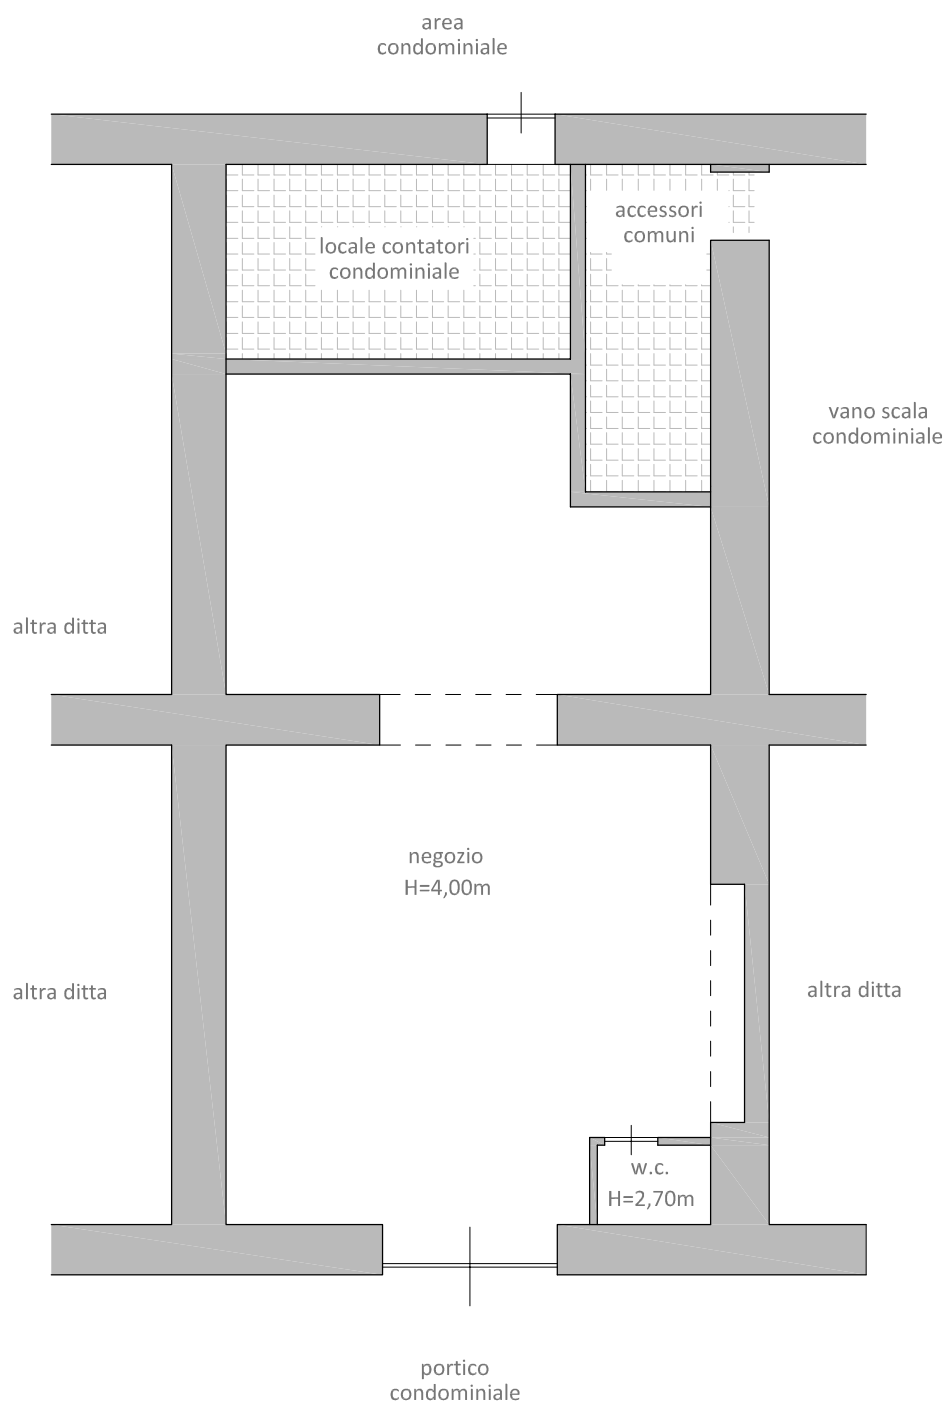 area
condominiale
accessori
comuni
locale contatori
condominiale
vano scala
condominiale
altra ditta
negozio
H=4,00m
altra ditta
altra ditta
w.c.
H=2,70m
portico
condominiale